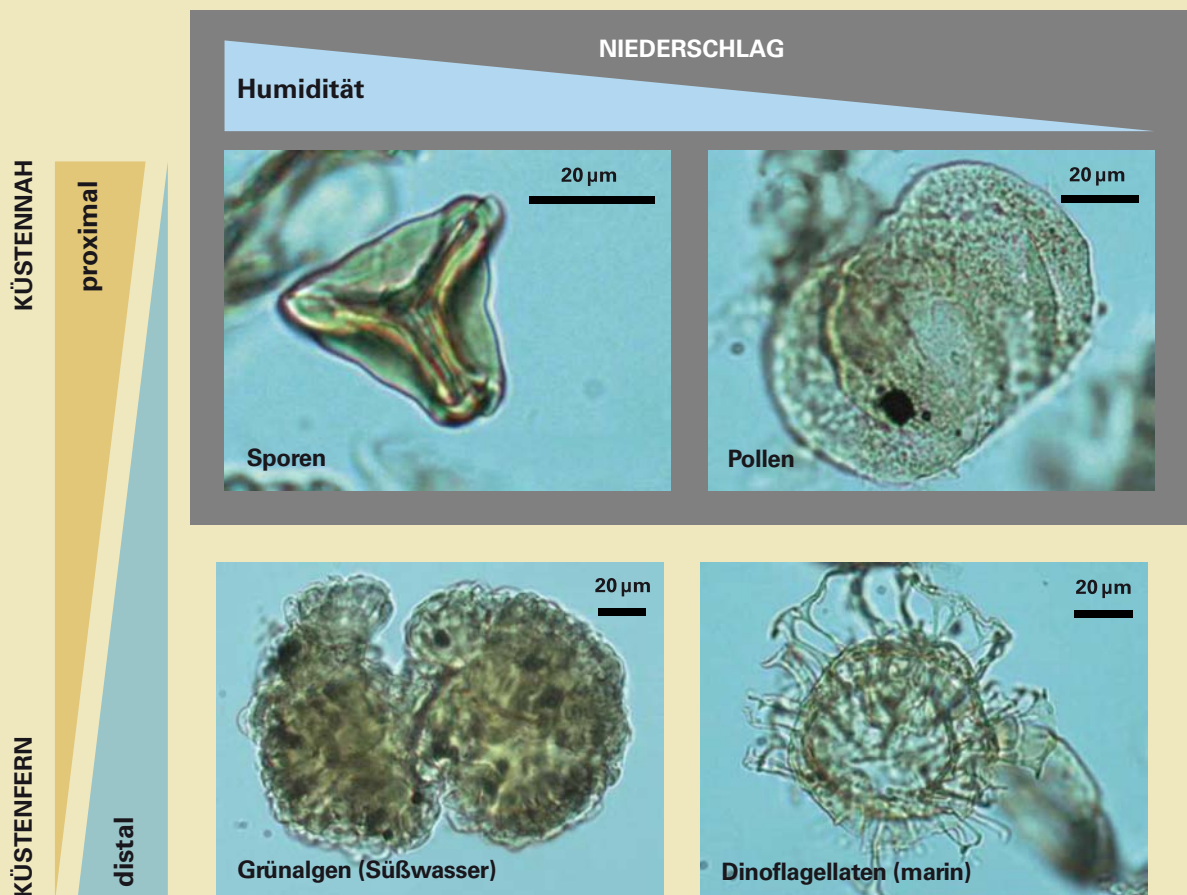 NIEDERSCHLAG
Humidität
KÜSTENNAH
proximal
20 µm
20 µm
Sporen
Pollen
20 µm
20 µm
KÜSTENFERN
distal
Grünalgen (Süßwasser)
Dinoflagellaten (marin)